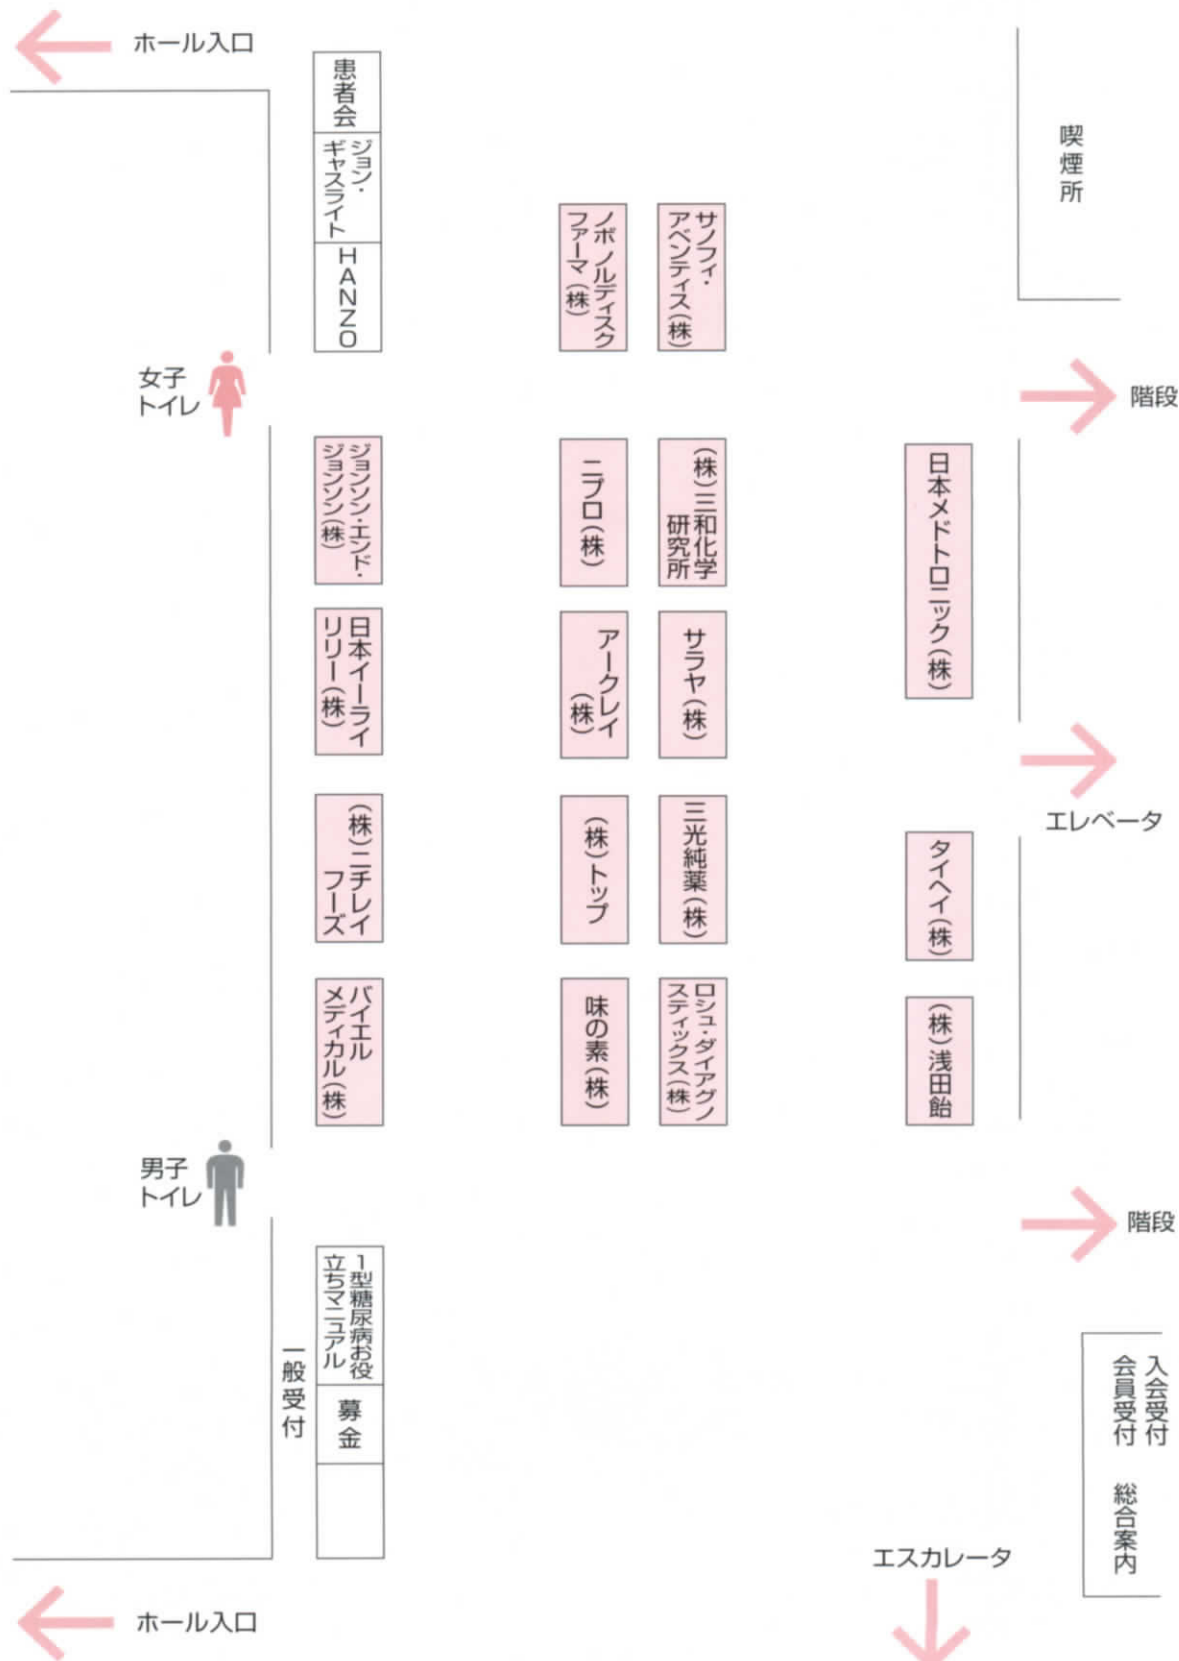 ホール入口
患者会
ジョン・
ギャスライト
HANZO
ノボ ノルディスク
ファーマ(株)
サノフィ・
アベンティス(株)
喫煙所
女子
トイレ
階段
ジョンソン・エンド・
ジョンソン(株)
ニプロ(株)
(株)三和化学
研究所
日本メドトロニック(株)
日本イーライ
リリー(株)
アークレイ
(株)
サラヤ(株)
エレベータ
(株)ニチレイ
フーズ
(株)トップ
三光純薬(株)
タイヘイ(株)
バイエル
メディカル(株)
味の素(株)
ロシュ・ダイアグノ
スティックス(株)
(株)浅田飴
男子
トイレ
階段
1型糖尿病お役
立ちマニュアル
一般受付
募金
入会受付
会員受付 総合案内
エスカレータ
ホール入口